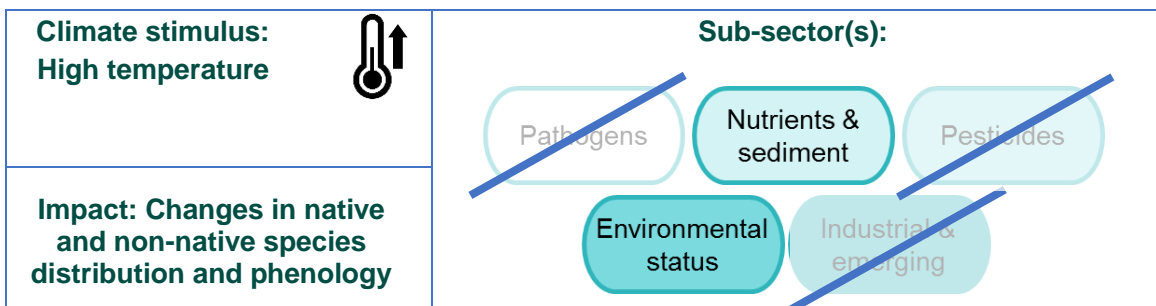 Climate stimulus:
High temperature
Sub-sector(s):
Pathogens
Nutrients &
sediment
Pesticides
Impact: Changes in native
and non-native species
distribution and phenology
Environmental
status
Industrial &
emerging